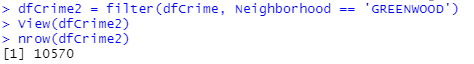 > dfCrime2 = filter(dfCrime, Neighborhood == 'GREENWOOD')
> View(dfCrime2)
> nrow(dfCrime2)
[1] 10570